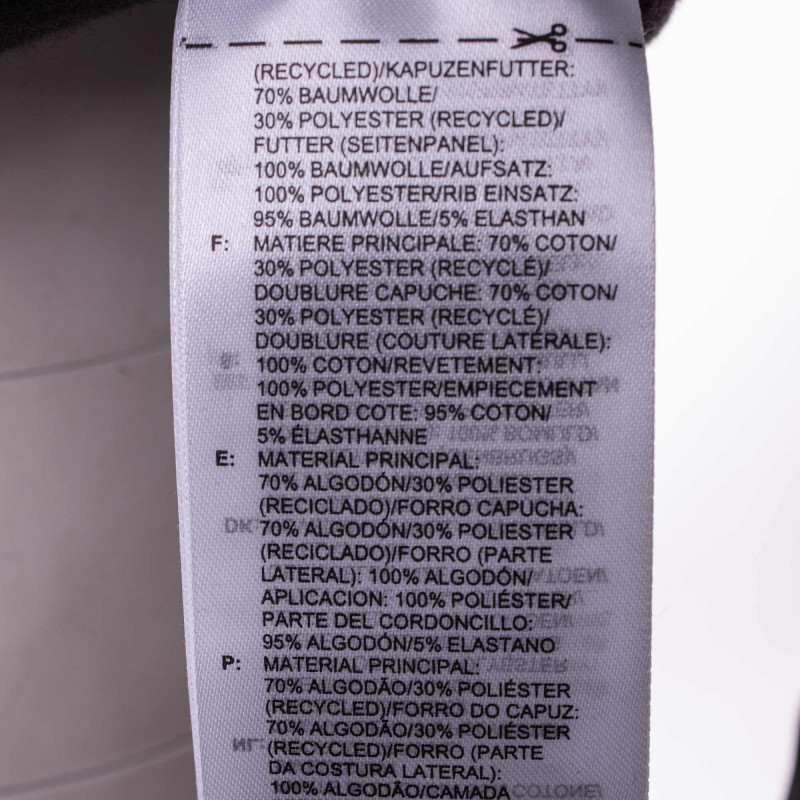 (RECYCLED)/KAPUZENFUTTER:
70% BAUMWOLLE/
30% POLYESTER (RECYCLED)/
FUTTER (SEITENPANEL):
100% BAUMWOLLE/AUFSATZ:
100% POLYESTER/RIB EINSATZ:
95% BAUMWOLLE/5% ELASTHAN
F: MATIERE PRINCIPALE: 70% COTON/
30% POLYESTER (RECYCLÉ)/
DOUBLURE CAPUCHE: 70% COTON/
30% POLYESTER (RECYCLÉ)/
DOUBLURE (COUTURE LATÉRALE):
100% COTON/REVETEMENT:
100% POLYESTER/EMPIECEMENT
EN BORD COTE: 95% COTON/
5% ÉLASTHANNE
E: MATERIAL PRINCIPAL:
70% ALGODÓN/30% POLIESTER
(RECICLADO)/FORRO CAPUCHA:
70% ALGODÓN/30% POLIESTER
(RECICLADO)/FORRO (PARTE
LATERAL): 100% ALGODÓN/
APLICACION: 100% POLIÉSTER/
PARTE DEL CORDONCILLO:
95% ALGODÓN/5% ELASTANO
P: MATERIAL PRINCIPAL:
70% ALGODÃO/30% POLIÉSTER
(RECYCLED)/FORRO DO CAPUZ:
70% ALGODÃO/30% POLIÉSTER
(RECYCLED)/FORRO (PARTE
DA COSTURA LATERAL):
100% ALGODÃO/CAMADA